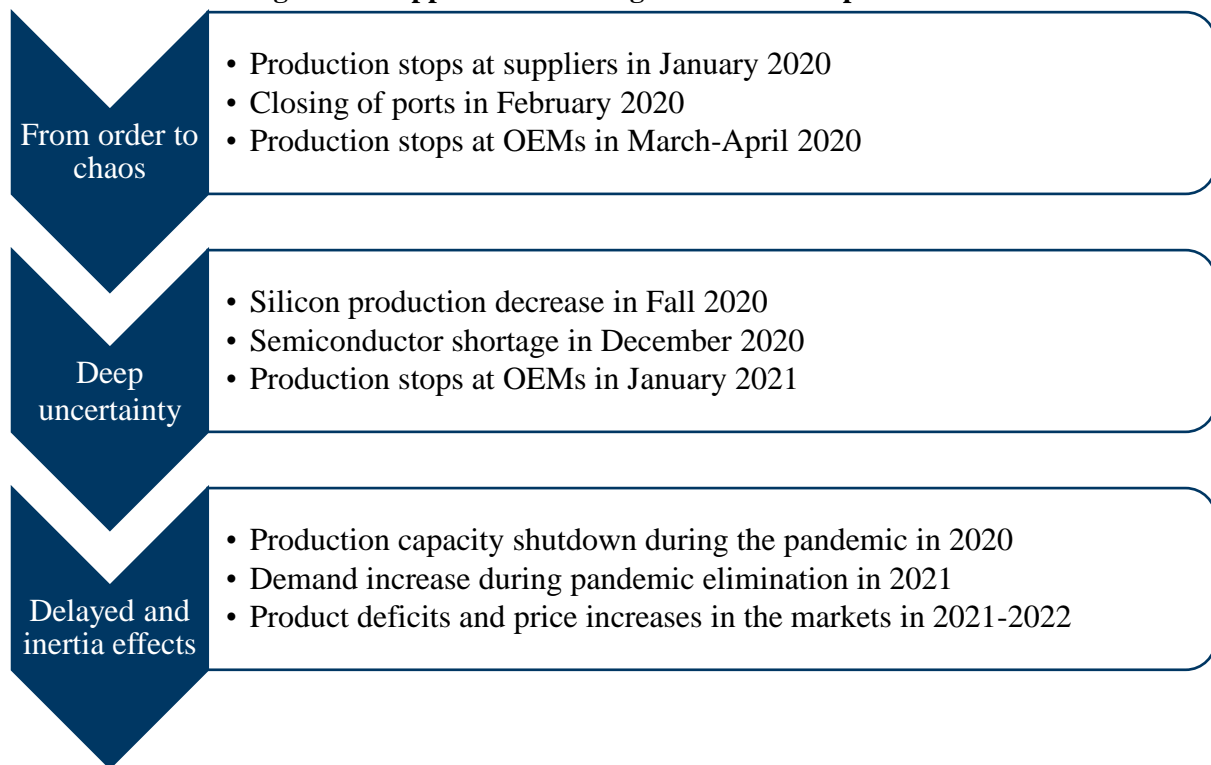 From order to
chaos
• Production stops at suppliers in January 2020
• Closing of ports in February 2020
• Production stops at OEMs in March-April 2020
Deep
uncertainty
• Silicon production decrease in Fall 2020
• Semiconductor shortage in December 2020
• Production stops at OEMs in January 2021
Delayed and
inertia effects
• Production capacity shutdown during the pandemic in 2020
• Demand increase during pandemic elimination in 2021
• Product deficits and price increases in the markets in 2021-2022